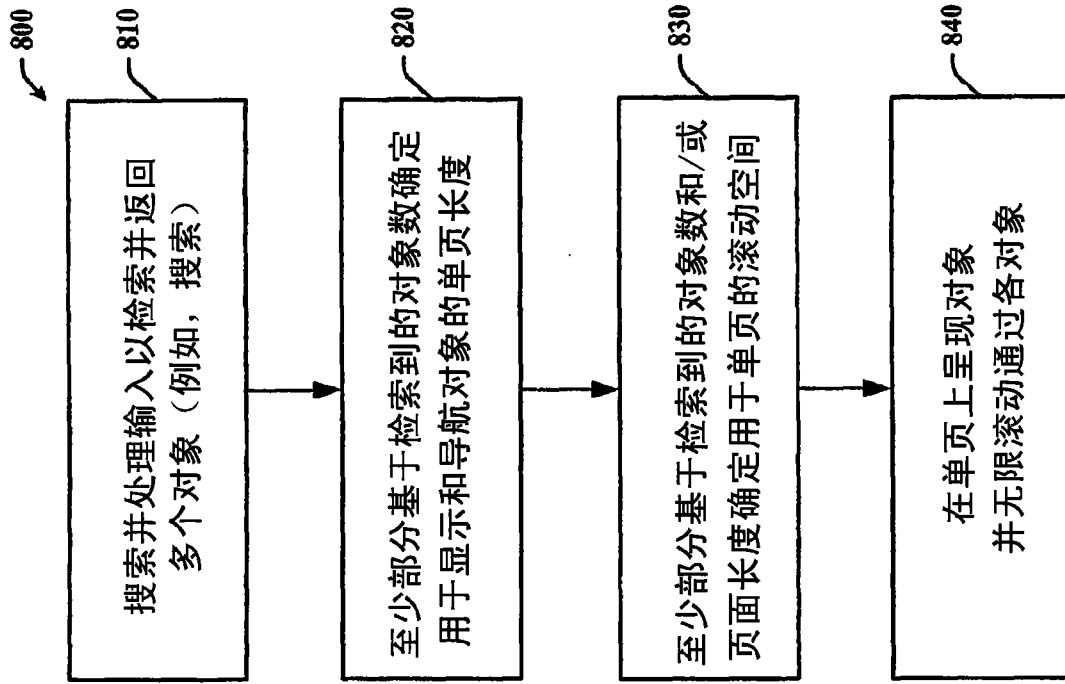 800
810
搜索并处理输入以检索并返回
多个对象（例如，搜索）
820
至少部分基于检索到的对象数确定
用于显示和导航对象的单页长度
830
至少部分基于检索到的对象数和/或
页面长度确定用于单页的滚动空间
840
在单页上呈现对象
并无限滚动通过各对象